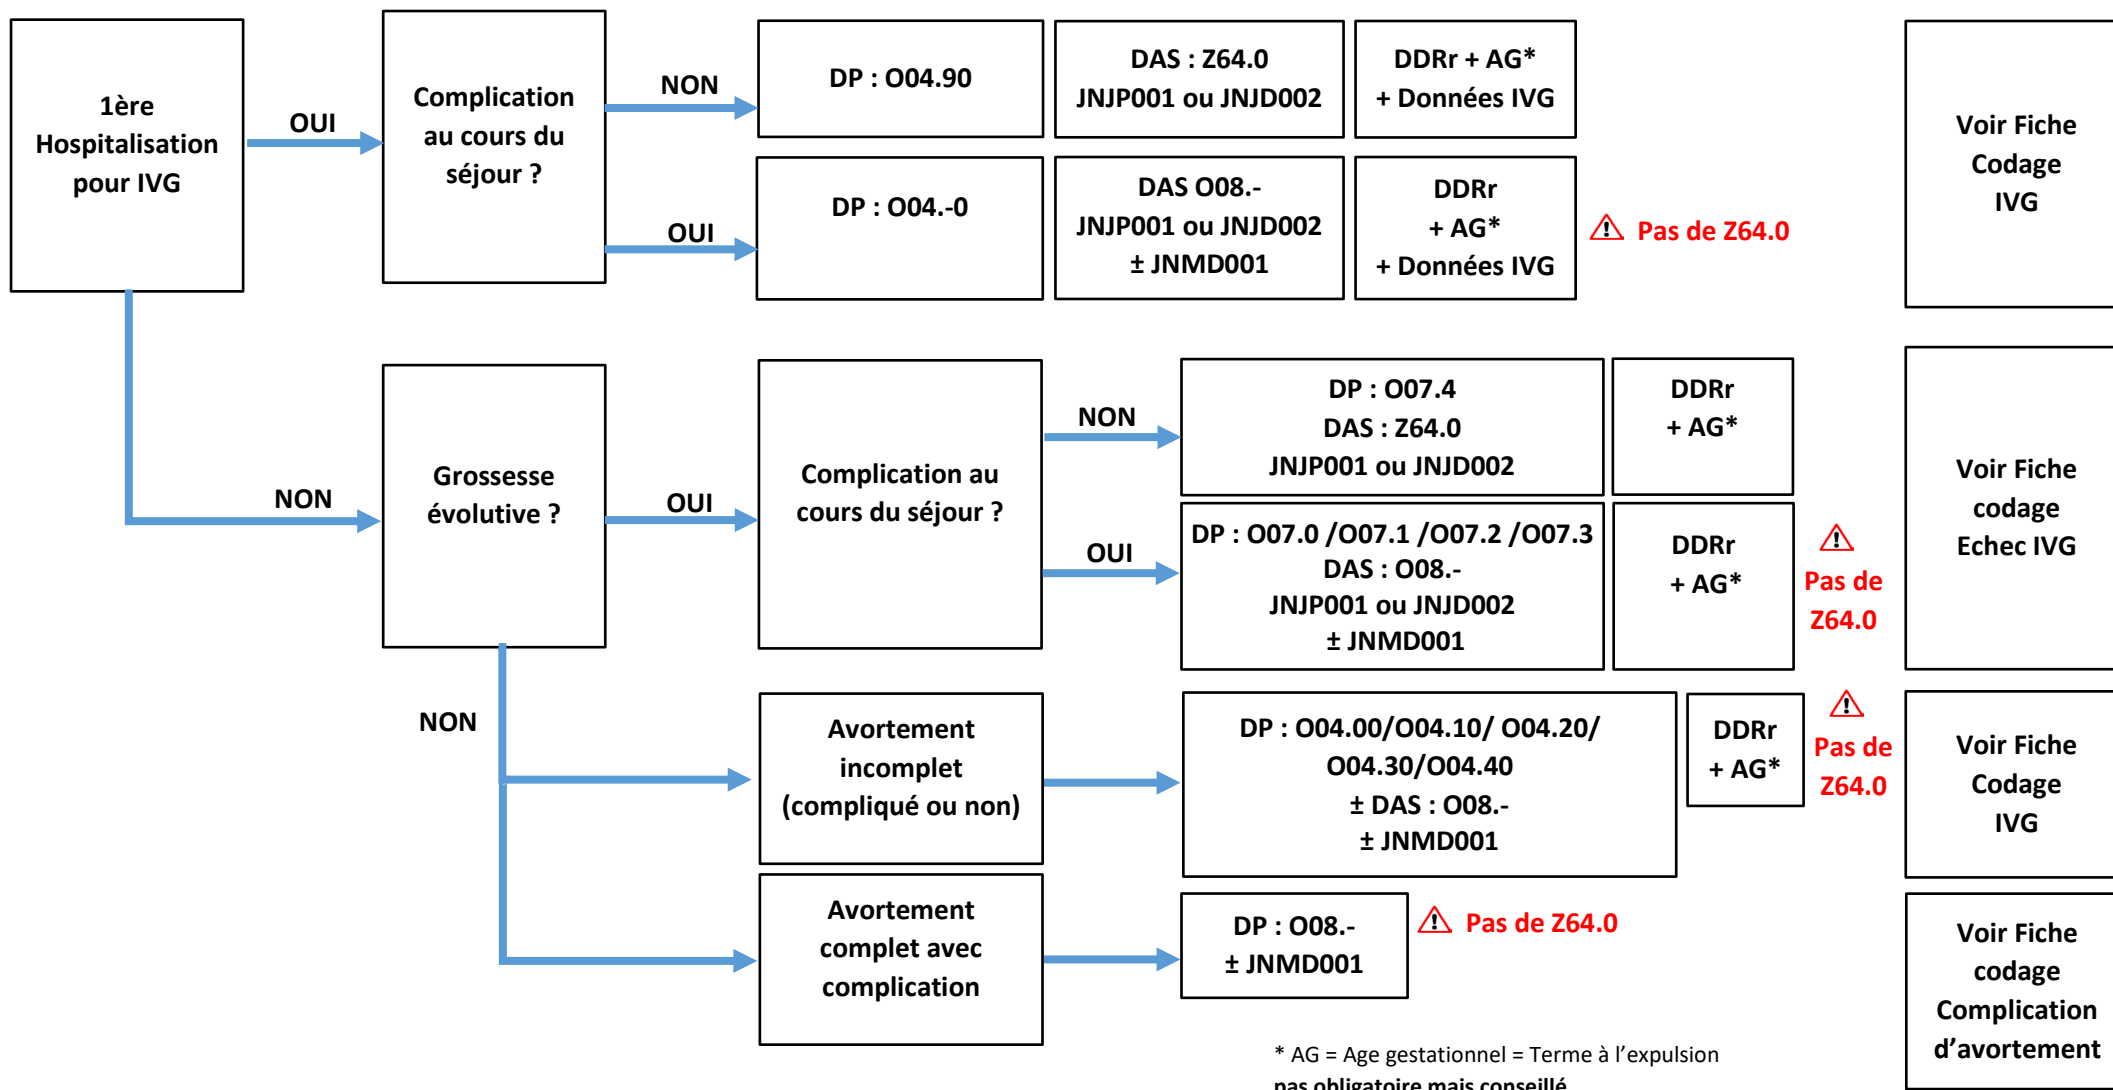 1ère
Hospitalisation
pour IVG
OUI
Complication
au cours du
séjour ?
NON
DP : O04.90
DAS : Z64.0
JNJP001 ou JNJD002
DDRr + AG*
+ Données IVG
OUI
DP : O04.-0
DAS O08.-
JNJP001 ou JNJD002
± JNMD001
DDRr
+ AG*
+ Données IVG
Pas de Z64.0
Voir Fiche
Codage
IVG
NON
Grossesse
évolutive ?
OUI
Complication au
cours du séjour ?
NON
DP : O07.4
DAS : Z64.0
JNJP001 ou JNJD002
DDRr
+ AG*
OUI
DP : O07.0 /O07.1 /O07.2 /O07.3
DAS : O08.-
JNJP001 ou JNJD002
± JNMD001
DDRr
+ AG*
Pas de
Z64.0
Voir Fiche
codage
Echec IVG
NON
Avortement
incomplet
(compliqué ou non)
DP : O04.00/O04.10/ O04.20/
O04.30/O04.40
± DAS : O08.-
± JNMD001
DDRr
+ AG*
Pas de
Z64.0
Voir Fiche
Codage
IVG
Avortement
complet avec
complication
DP : O08.-
± JNMD001
Pas de Z64.0
Voir Fiche
codage
Complication
d'avortement
* AG = Age gestationnel = Terme à l'expulsion
pas obligatoire mais conseillé